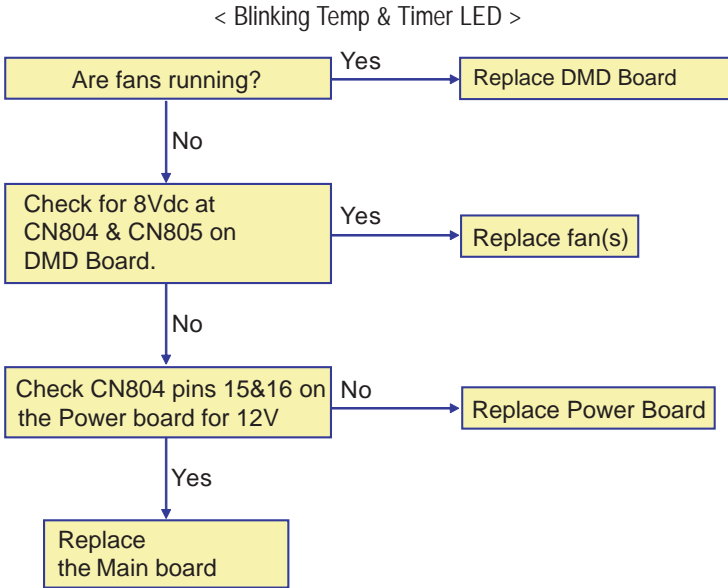 < Blinking Temp & Timer LED >
Are fans running?
Yes
Replace DMD Board
No
Check for 8Vdc at
CN804 & CN805 on
DMD Board.
Yes
Replace fan(s)
No
Check CN804 pins 15&16 on
the Power board for 12V
No
Replace Power Board
Yes
Replace
the Main board